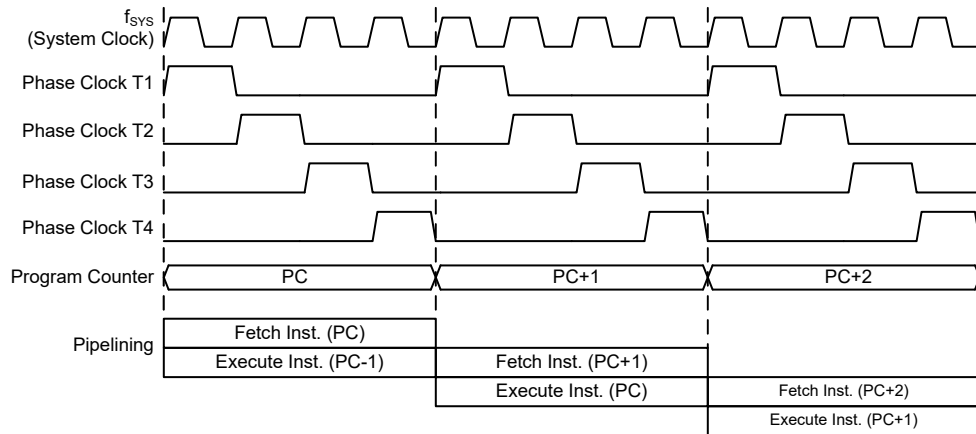 fSYS
(System Clock)
Phase Clock T1
Phase Clock T2
Phase Clock T3
Phase Clock T4
Program Counter PC PC+1 PC+2
Pipelining
Fetch Inst. (PC)
Execute Inst. (PC-1) Fetch Inst. (PC+1)
Execute Inst. (PC) Fetch Inst. (PC+2)
Execute Inst. (PC+1)